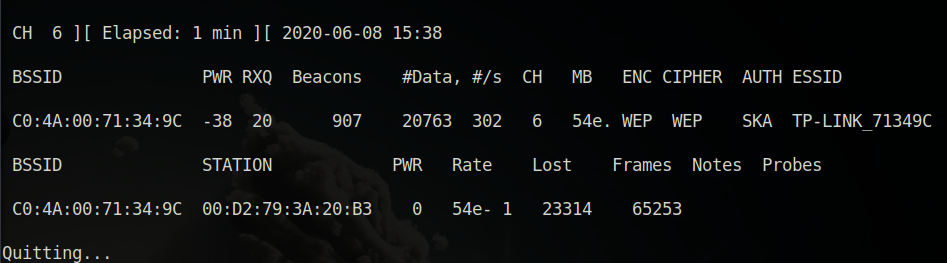 CH  6 ][ Elapsed: 1 min ][ 2020-06-08 15:38
BSSID              PWR RXQ  Beacons    #Data, #/s  CH   MB   ENC CIPHER  AUTH ESSID
C0:4A:00:71:34:9C  -38  20      907    20763  302   6   54e. WEP  WEP    SKA  TP-LINK_71349C
BSSID              STATION            PWR   Rate    Lost    Frames  Notes  Probes
C0:4A:00:71:34:9C  00:D2:79:3A:20:B3    0   54e- 1   23314    65253
Quitting...